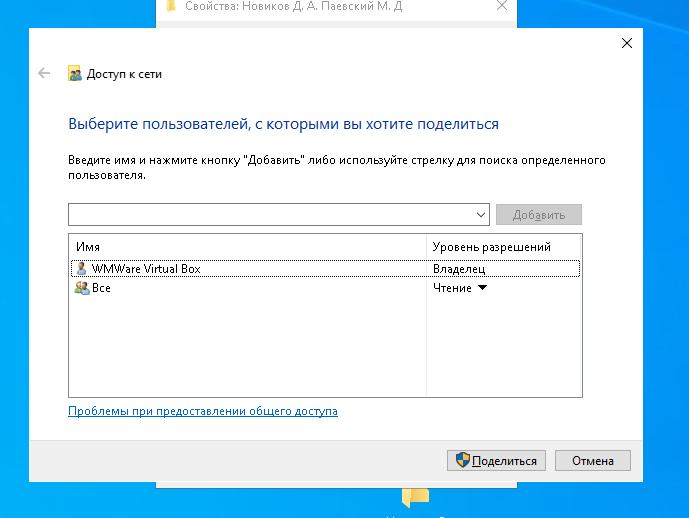 Свойства: Новиков Д. А. Паевский М. Д
Доступ к сети
Выберите пользователей, с которыми вы хотите поделиться
Введите имя и нажмите кнопку "Добавить" либо используйте стрелку для поиска определенного
пользователя.
Добавить
Имя
Уровень разрешений
WMWare Virtual Box
Владелец
Все
Чтение
Проблемы при предоставлении общего доступа
Поделиться
Отмена